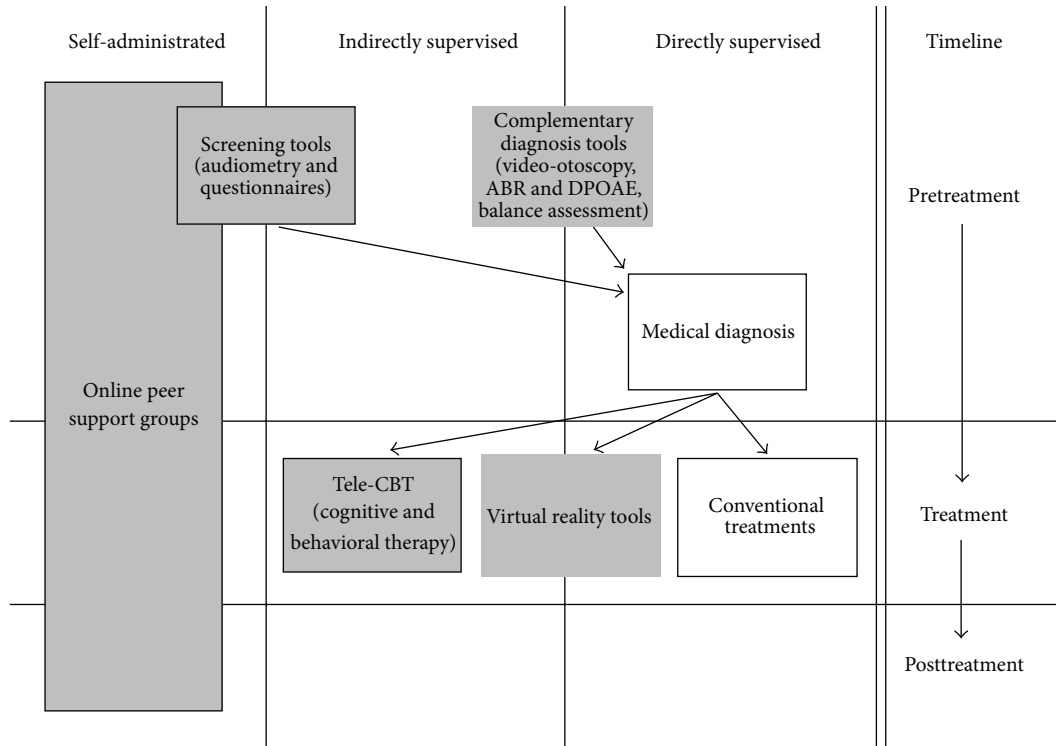 Self-administrated
Indirectly supervised
Directly supervised
Timeline
Screening tools
(audiometry and
questionnaires)
Complementary
diagnosis tools
(video-otoscopy,
ABR and DPOAE,
balance assessment)
Pretreatment
Medical diagnosis
Online peer
support groups
Tele-CBT
(cognitive and
behavioral therapy)
Virtual reality tools
Conventional
treatments
Treatment
Posttreatment